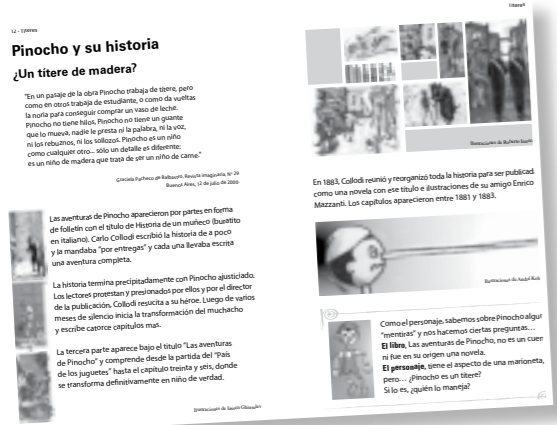 12 - Títeres
Pinocho y su historia
¿Un títere de madera?
"En un pasaje de la obra Pinocho trabaja de títere, pero
como en otros trabaja de estudiante, o como da vueltas
la noria para conseguir comprar un vaso de leche.
Pinocho no tiene hilos, Pinocho no tiene un guante
que lo mueva, nadie le presta ni la palabra, ni la voz,
ni los rebuznos, ni los sollozos. Pinocho es un niño
como cualquier otro... sólo un detalle es diferente:
es un niño de madera que trata de ser un niño de carne."
Graciela Pacheco de Balbastro, Revista Imaginaria, Nº 29
Buenos Aires, 12 de julio de 2000.
Las aventuras de Pinocho aparecieron por partes en forma
de folletín con el título de Historia de un muñeco (buratito
en italiano). Carlo Collodi escribió la historia de a poco
y la mandaba "por entregas" y cada una llevaba escrita
una aventura completa.
La historia termina precipitadamente con Pinocho ajusticiado.
Los lectores protestan y presionados por ellos y por el director
de la publicación, Collodi resucita a su héroe. Luego de varios
meses de silencio inicia la transformación del muchacho
y escribe catorce capítulos mas.
La tercera parte aparece bajo el título "Las aventuras
de Pinocho" y comprende desde la partida del "País
de los juguetes" hasta el capítulo treinta y seis, donde
se transforma definitivamente en niño de verdad.
Ilustraciones de
Títeres
Ilustraciones de Roberto
En 1883, Collodi reunió y reorganizó toda la historia para ser publicad
como una novela con ese título e ilustraciones de su amigo Enrico
Mazzanti. Los capítulos aparecieron entre 1881 y 1883.
Ilustraciones de André
Como el personaje, sabemos sobre Pinocho algu
"mentiras" y nos hacemos ciertas preguntas...
El libro, Las aventuras de Pinocho, no es un cuen
ni fue en su origen una novela.
El personaje, tiene el aspecto de una marioneta,
pero... ¿Pinocho es un títere?
Si lo es, ¿quién lo maneja?